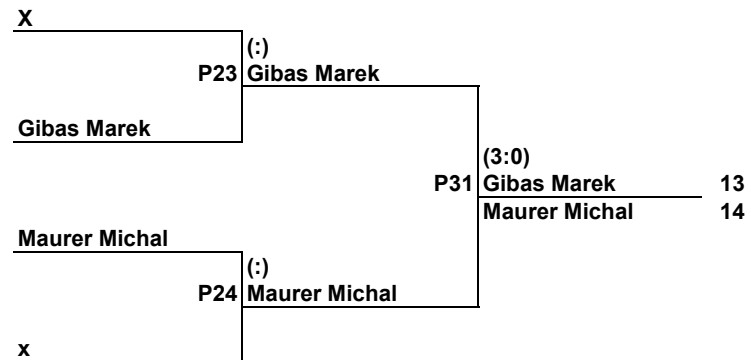 X
(:)
P23 Gibas Marek
Gibas Marek
(3:0)
P31 Gibas Marek 13
Maurer Michal 14
Maurer Michal
(:)
P24 Maurer Michal
x